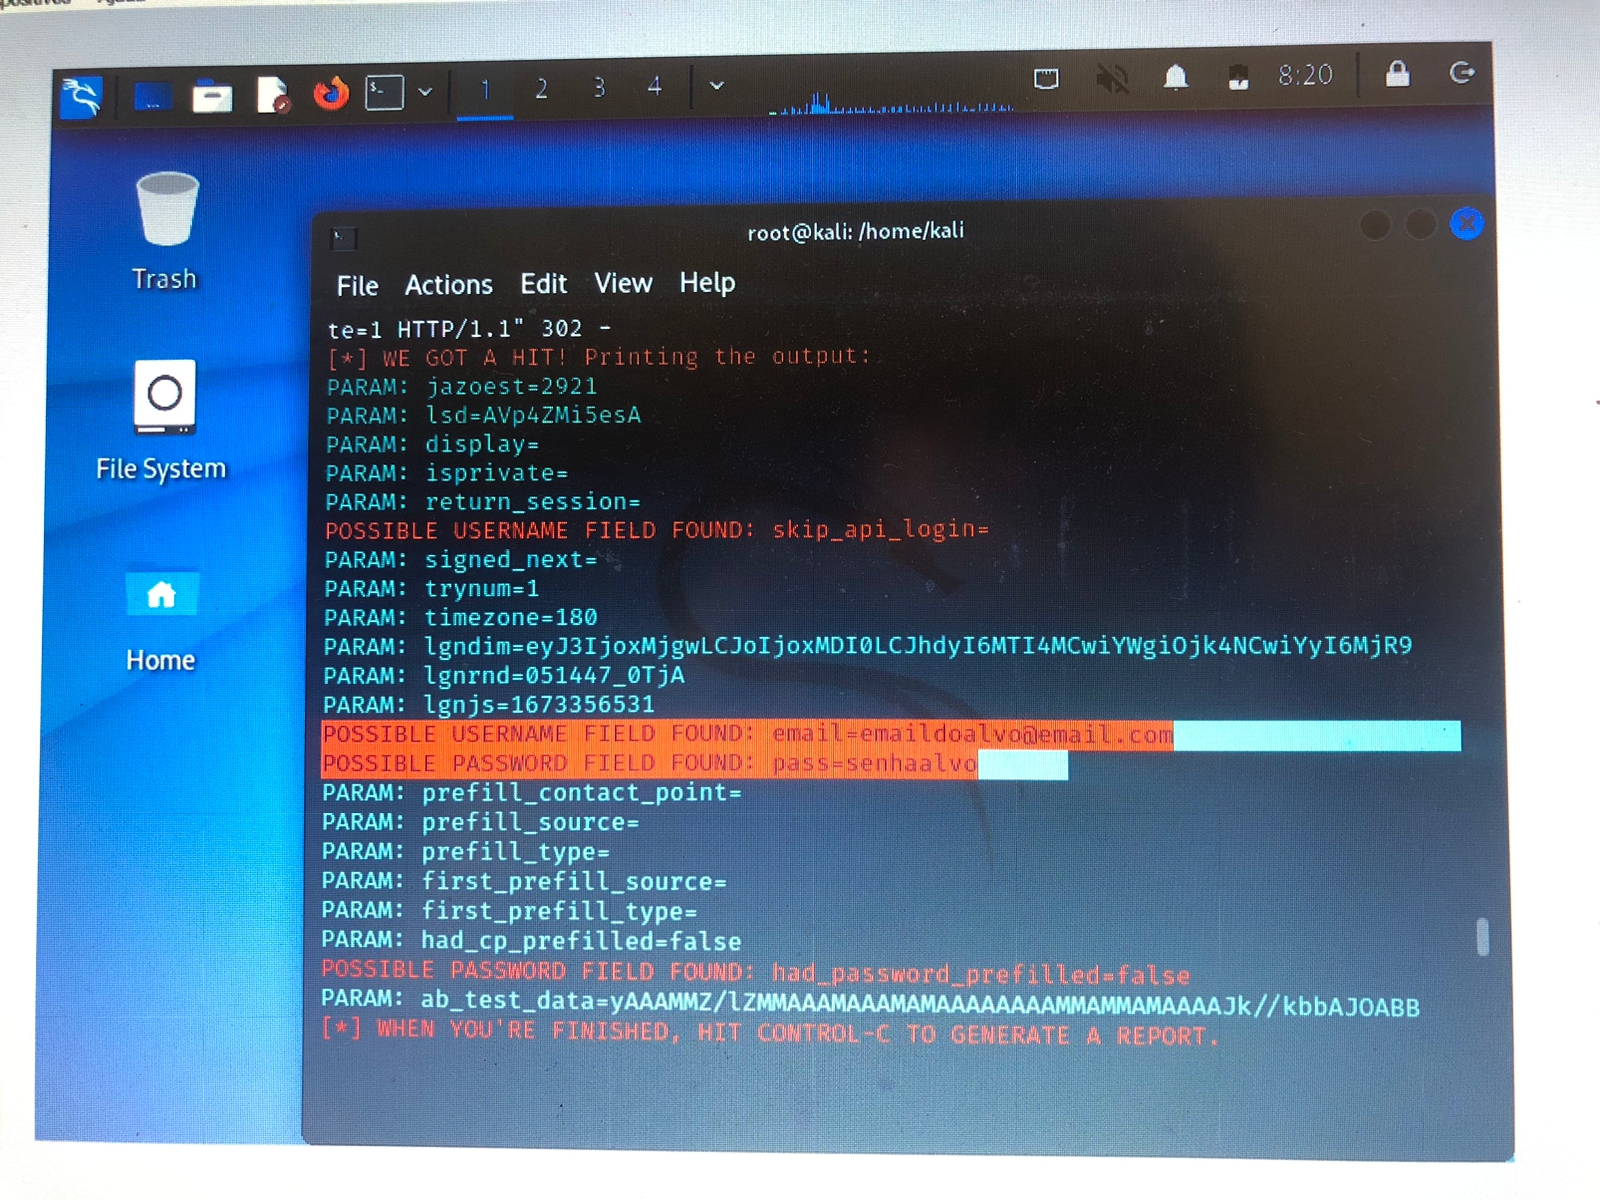 1 2 3 4 8:20
Trash
File System
Home
root@kali: /home/kali
File Actions Edit View Help
te=1 HTTP/1.1" 302 -
[*] WE GOT A HIT! Printing the output:
PARAM: jazoest=2921
PARAM: lsd=AVp4ZMi5esA
PARAM: display=
PARAM: isprivate=
PARAM: return_session=
POSSIBLE USERNAME FIELD FOUND: skip_api_login=
PARAM: signed_next=
PARAM: trynum=1
PARAM: timezone=180
PARAM: lgndim=eyJ3IjoxMjgwLCJoIjoxMDI0LCJhdyI6MTI4MCwiYWgiOjk4NCwiYyI6MjR9
PARAM: lgnrnd=051447_0TjA
PARAM: lgnjs=1673356531
POSSIBLE USERNAME FIELD FOUND: email=emaildoalvo@email.com
POSSIBLE PASSWORD FIELD FOUND: pass=senhaalvo
PARAM: prefill_contact_point=
PARAM: prefill_source=
PARAM: prefill_type=
PARAM: first_prefill_source=
PARAM: first_prefill_type=
PARAM: had_cp_prefilled=false
POSSIBLE PASSWORD FIELD FOUND: had_password_prefilled=false
PARAM: ab_test_data=yAAAMMZ/lZMMAAAMAAAMAMAAAAAAAAMMAMMAMAAAAJk//kbbAJOABB
[*] WHEN YOU'RE FINISHED, HIT CONTROL-C TO GENERATE A REPORT.